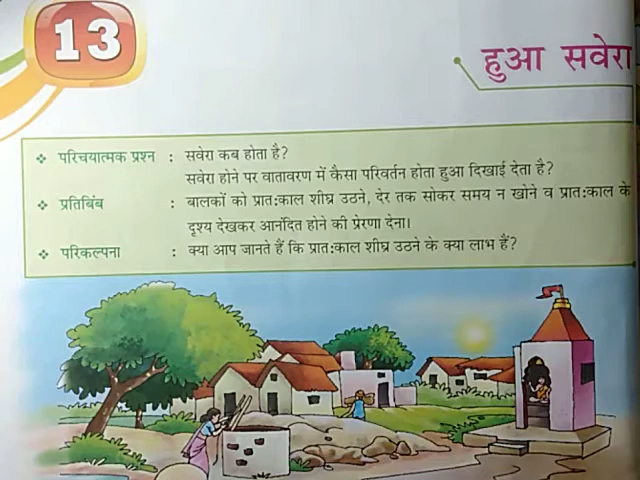 13
हुआ सवेरा
❖ परिचयात्मक प्रश्न : सवेरा कब होता है?
सवेरा होने पर वातावरण में कैसा परिवर्तन होता हुआ दिखाई देता है?
❖ प्रतिबिंब : बालकों को प्रात:काल शीघ्र उठने, देर तक सोकर समय न खोने व प्रात:काल के
दृश्य देखकर आनंदित होने की प्रेरणा देना।
❖ परिकल्पना : क्या आप जानते हैं कि प्रात:काल शीघ्र उठने के क्या लाभ हैं?